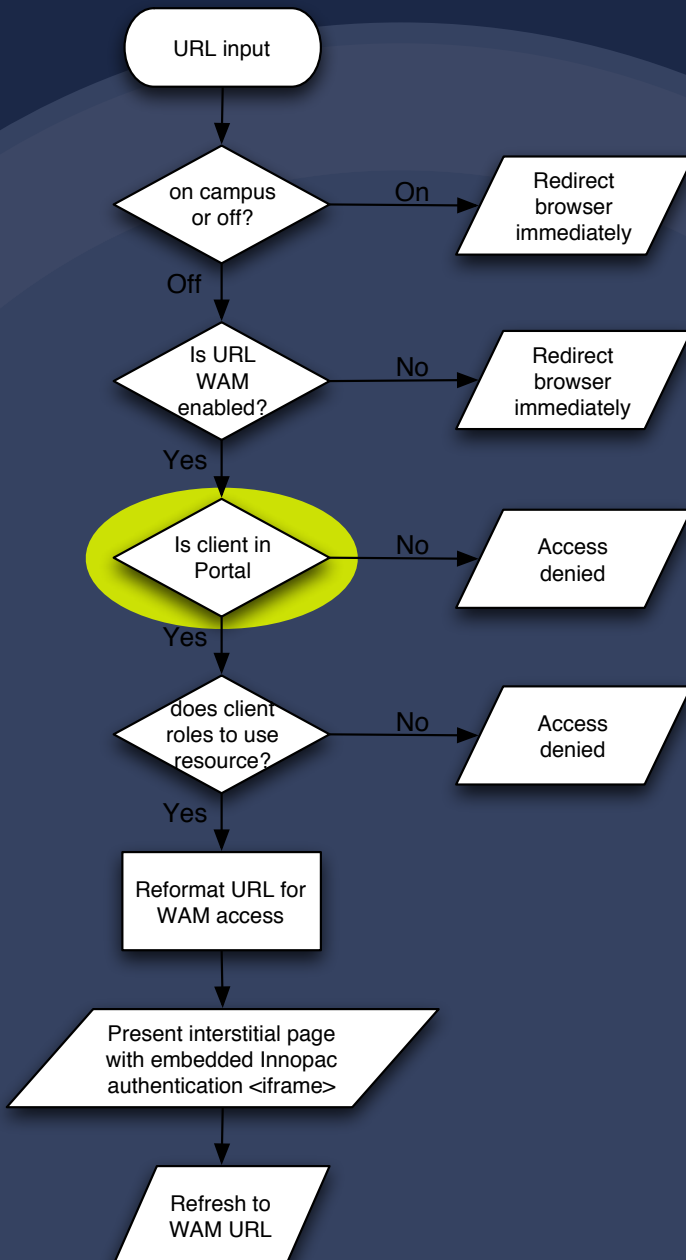 URL input
on campus
or off?
On
Redirect
browser
immediately
Off
Is URL
WAM
enabled?
No
Redirect
browser
immediately
Yes
Is client in
Portal
No
Access
denied
Yes
does client
roles to use
resource?
No
Access
denied
Yes
Reformat URL for
WAM access
Present interstitial page
with embedded Innopac
authentication <iframe>
Refresh to
WAM URL